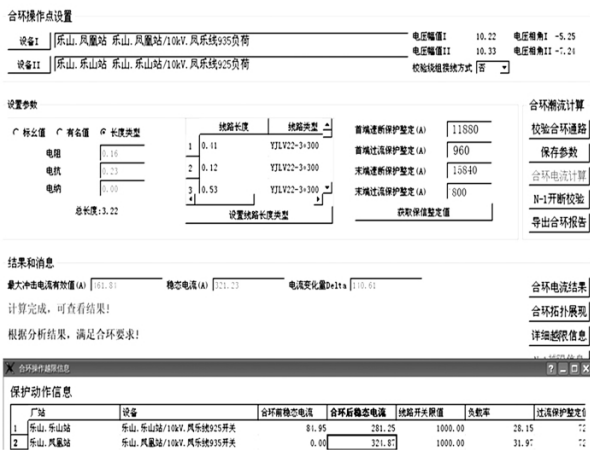 合环操作点设置
设备I 乐山.凤凰站 乐山.凤凰站/10kV.凤乐线935负荷 电压幅值I 10.22 电压相角I -5.25
设备II 乐山.乐山站 乐山.乐山站/10kV.凤乐线925负荷 电压幅值II 10.33 电压相角II -7.24
校验绕组接线方式 否
设置参数 合环潮流计算
标幺值 有名值 长度类型 线路长度 线路类型 首端速断保护整定(A) 11880 校验合环通路
电阻 0.16 1 0.41 YJLV22-3*300 首端过流保护整定(A) 960 保存参数
电抗 0.23 2 0.12 YJLV22-3*300 末端速断保护整定(A) 15840 合环电流计算
电纳 0.00 3 0.53 YJLV22-3*300 末端过流保护整定(A) 800 N-1开断校验
总长度:3.22 设置线路长度类型 获取保信整定值 导出合环报告
结果和消息
最大冲击电流有效值(A) 稳态电流(A) 321.23 电流变化量Delta 140.61 合环电流结果
计算完成，可查看结果! 合环拓扑展现
根据分析结果，满足合环要求! 详细越限信息
合环操作越限信息
保护动作信息
厂站 设备 合环前稳态电流 合环后稳态电流 线路开关限值 负载率 过流保护整定值
1 乐山.乐山站 乐山.乐山站/10kV.凤乐线925开关 84.95 281.25 1000.00 28.15 72
2 乐山.凤凰站 乐山.凤凰站/10kV.凤乐线935开关 0.00 324.87 1000.00 31.97 72